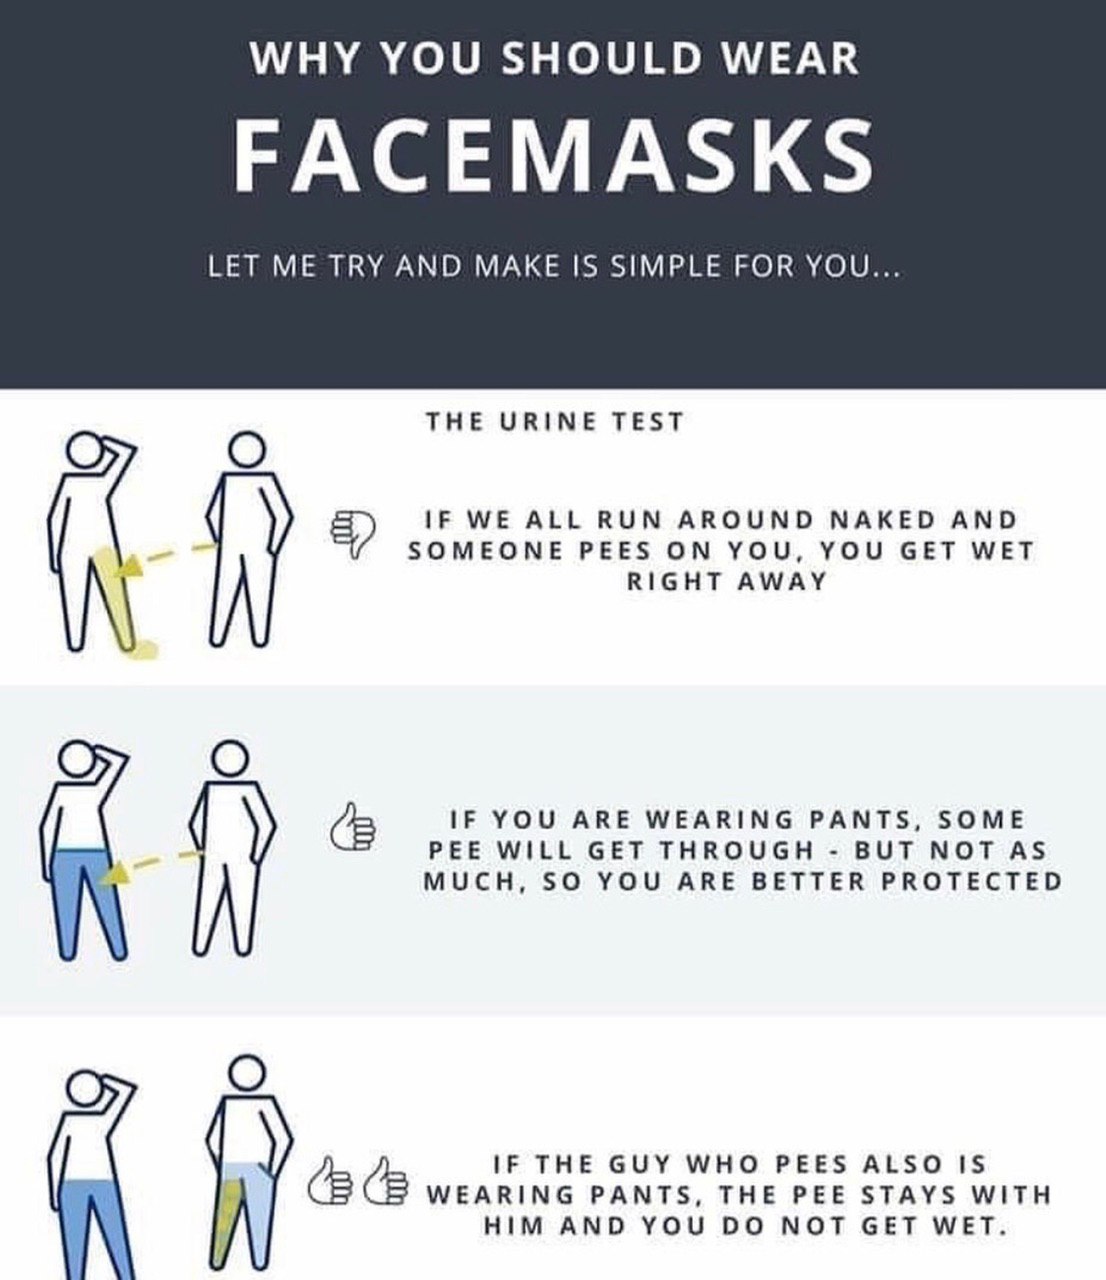 WHY YOU SHOULD WEAR
FACEMASKS
LET ME TRY AND MAKE IS SIMPLE FOR YOU...
THE URINE TEST
IF WE ALL RUN AROUND NAKED AND
SOMEONE PEES ON YOU, YOU GET WET
RIGHT AWAY
IF YOU ARE WEARING PANTS, SOME
PEE WILL GET THROUGH - BUT NOT AS
MUCH, SO YOU ARE BETTER PROTECTED
IF THE GUY WHO PEES ALSO IS
WEARING PANTS, THE PEE STAYS WITH
HIM AND YOU DO NOT GET WET.